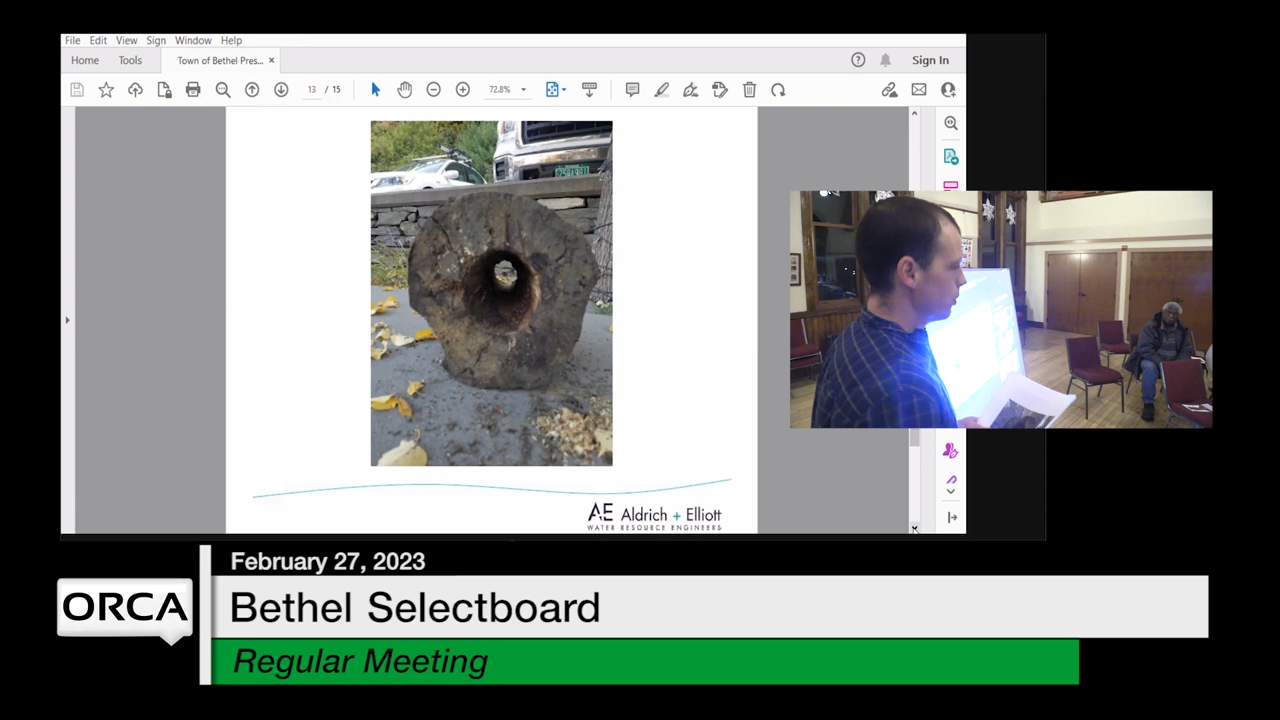 File Edit View Sign Window Help
Home Tools Town of Bethel Pres... × Sign In
13 / 15 72.8%
AE Aldrich + Elliott
WATER RESOURCE ENGINEERS
February 27, 2023
ORCA
Bethel Selectboard
Regular Meeting